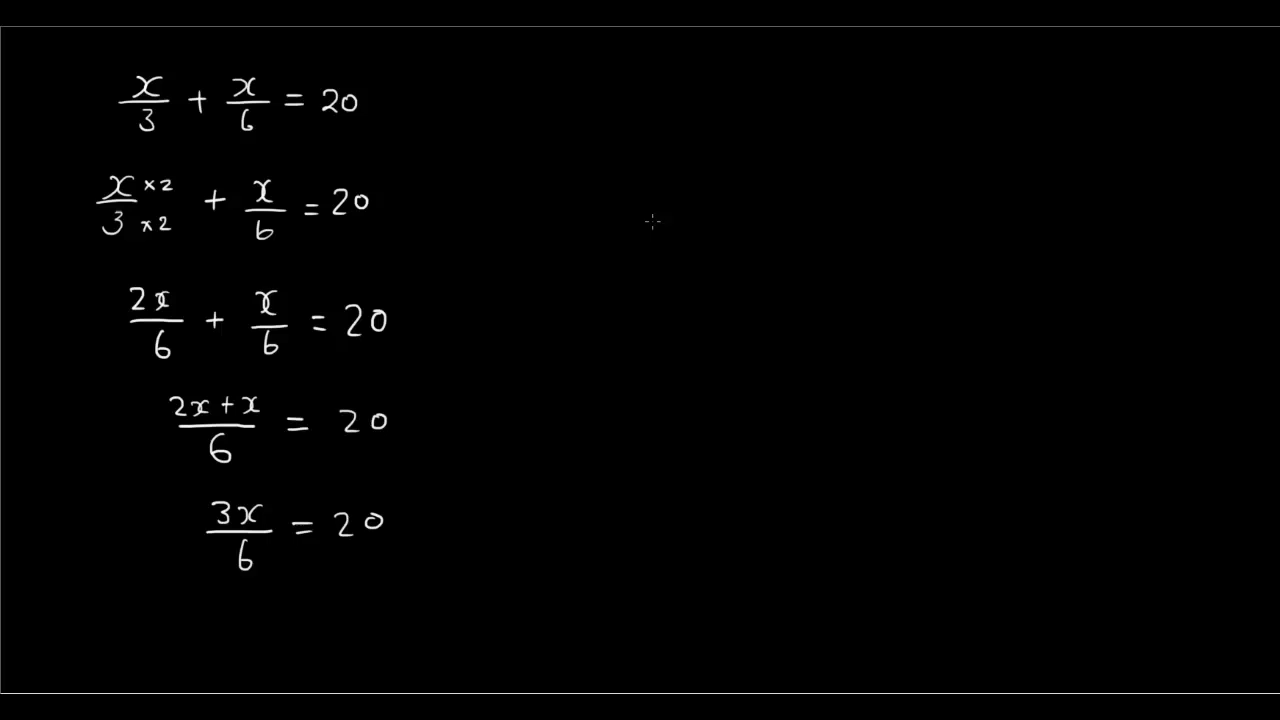 x/3 + x/6 = 20
x ×2/3 ×2 + x/6 = 20
2x/6 + x/6 = 20
2x + x/6 = 20
3x/6 = 20